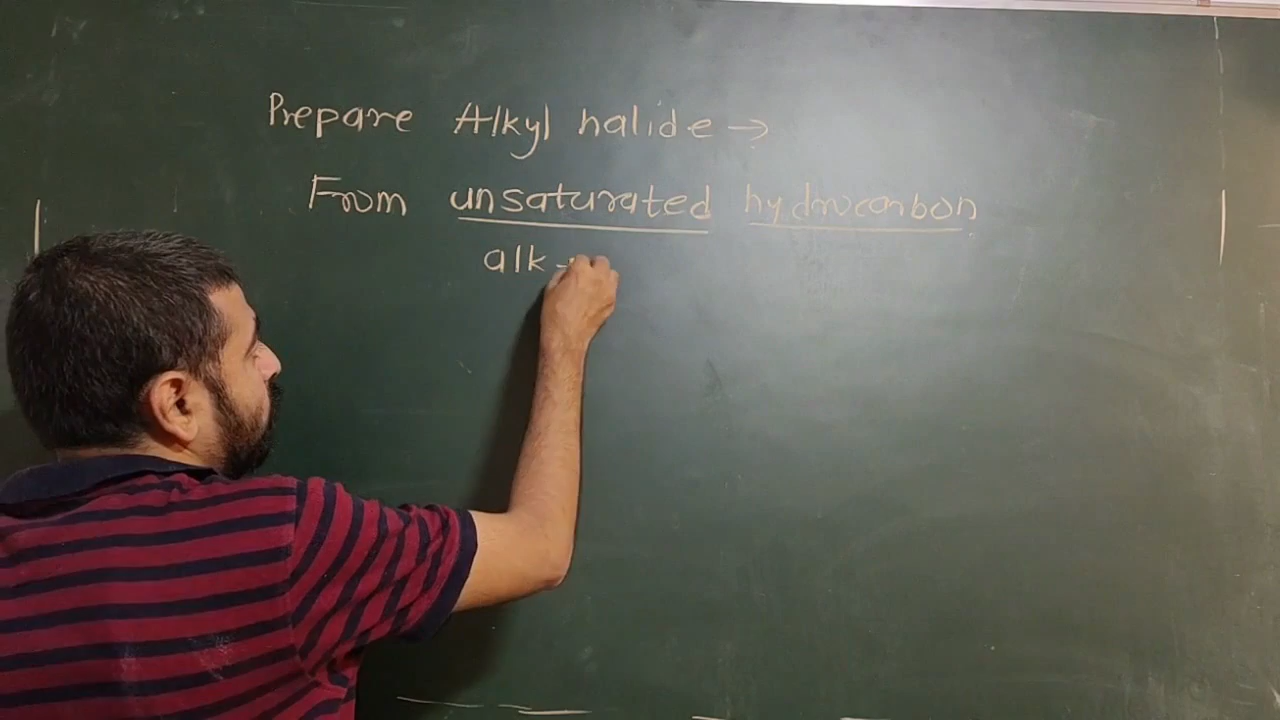 Prepare Alkyl halide →
From unsaturated hydrocarbon
alk -